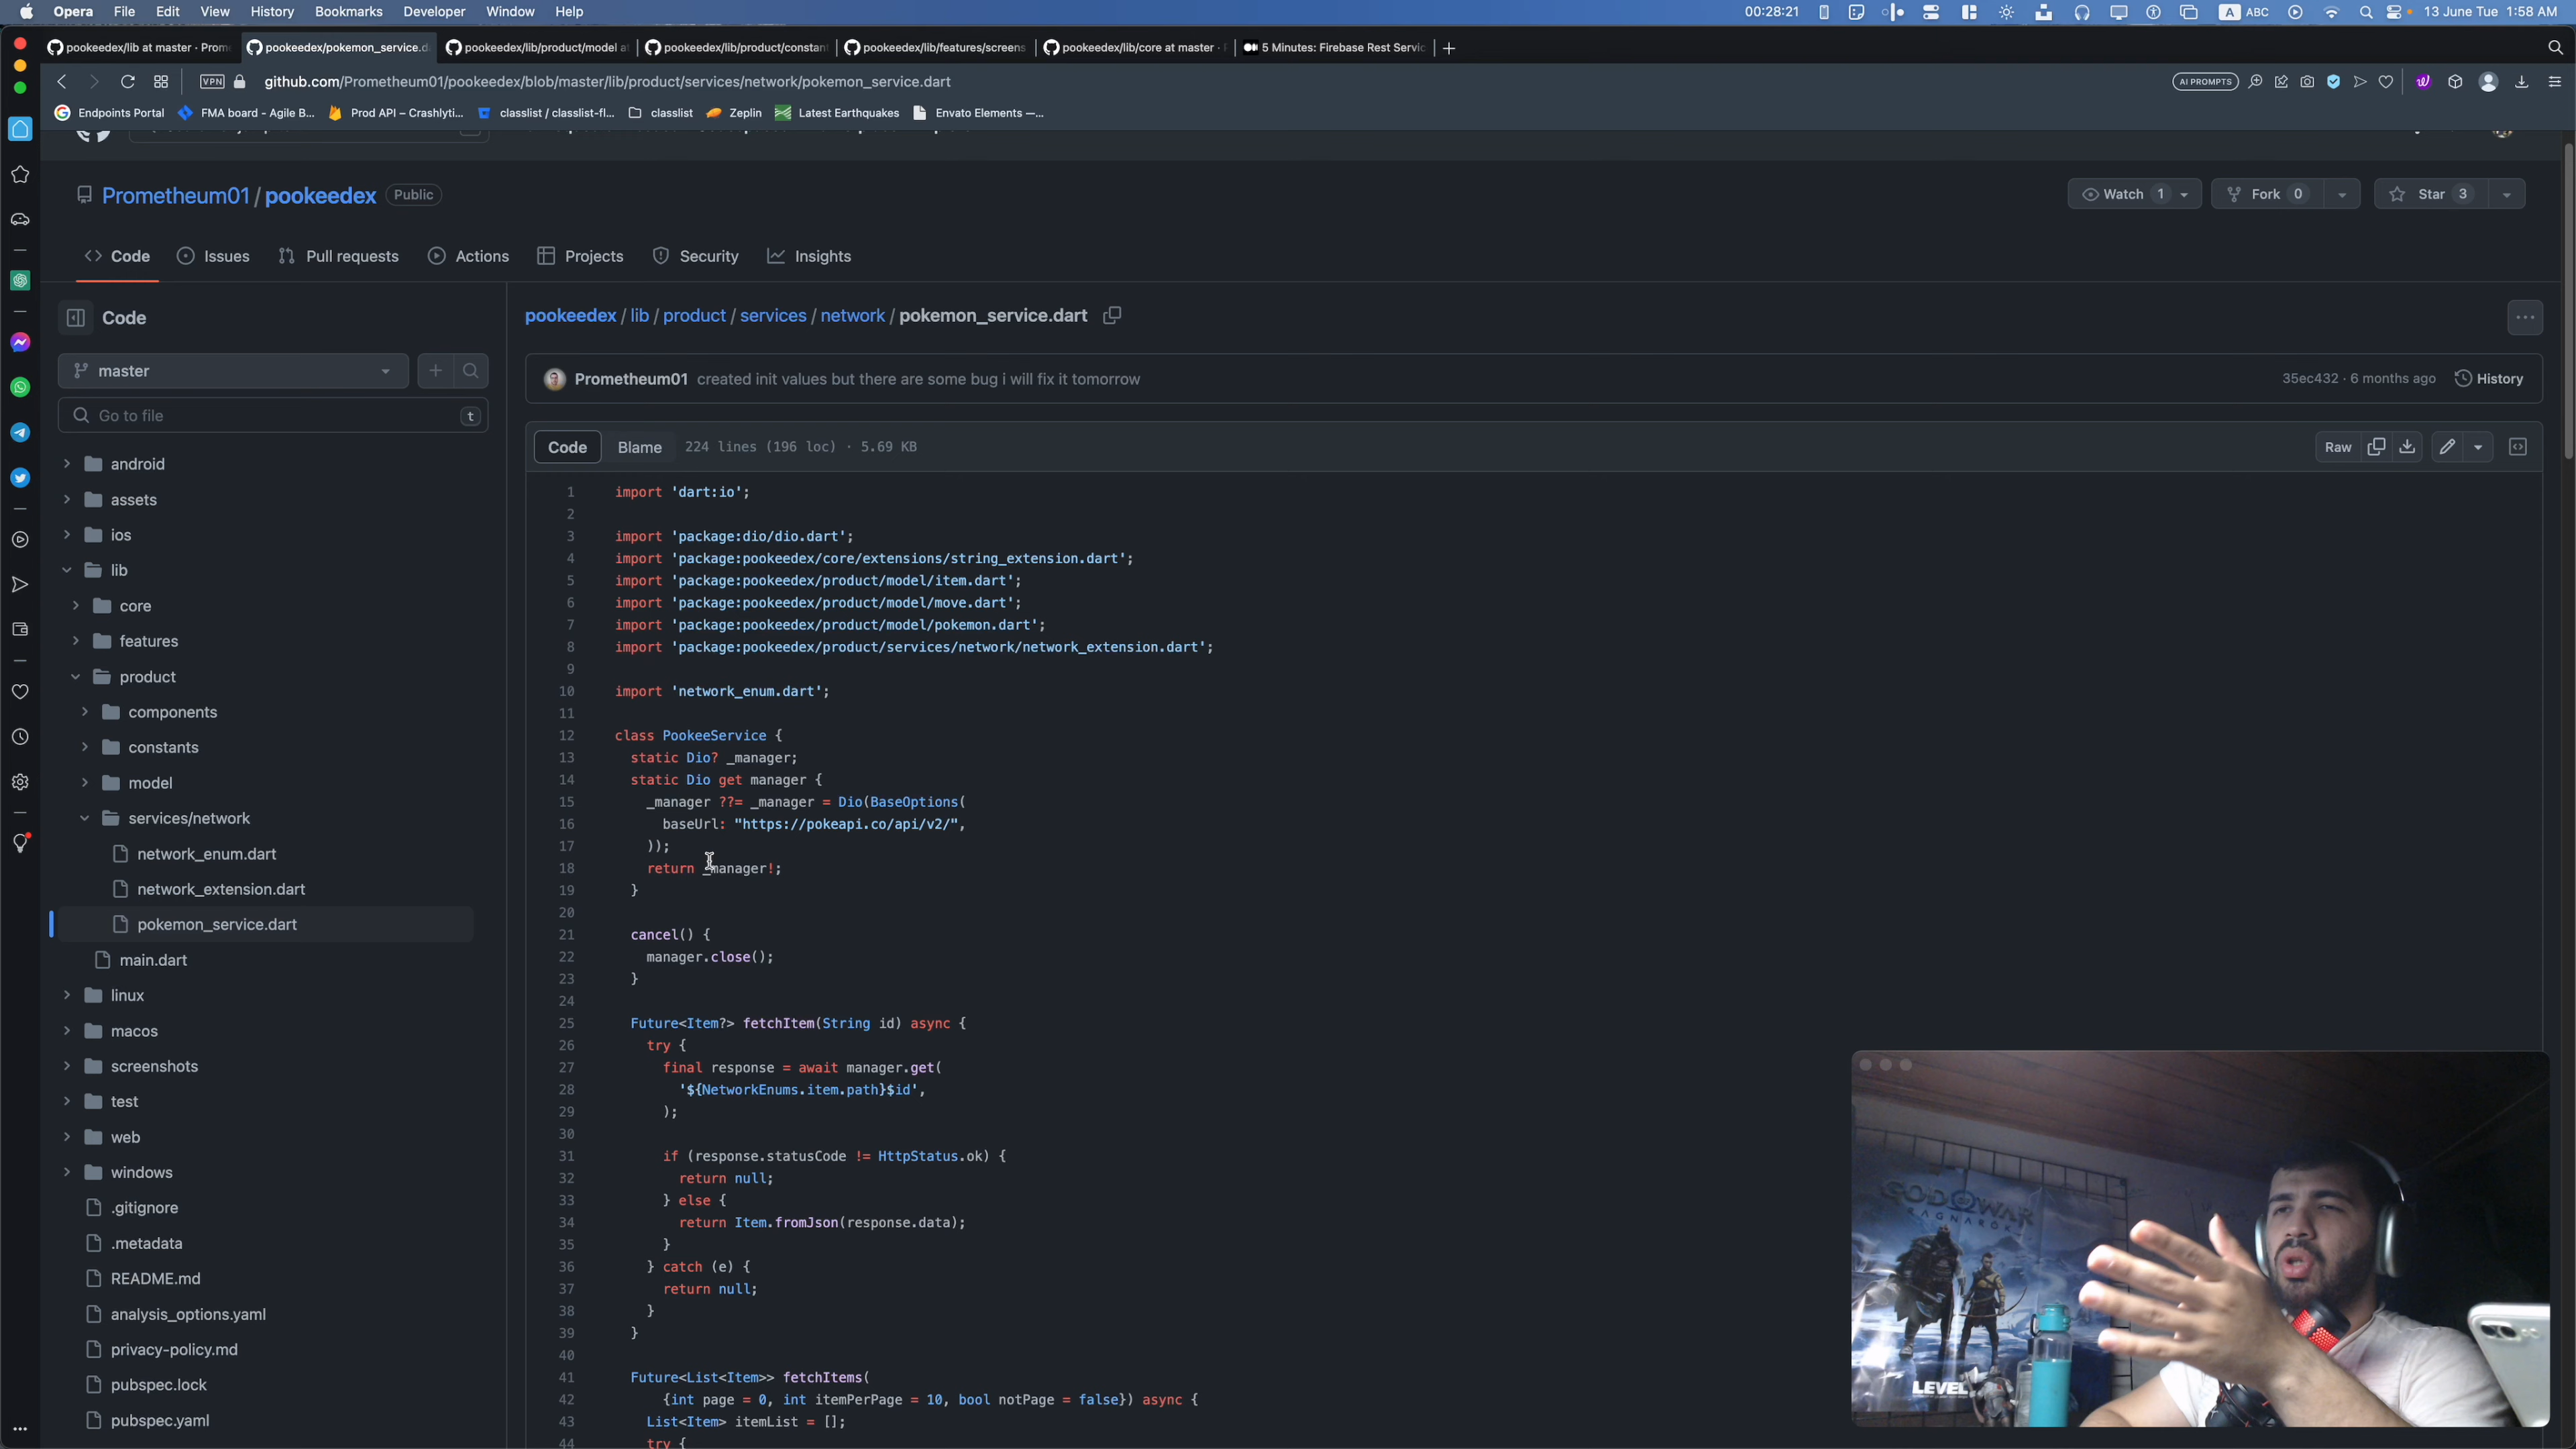 Opera File Edit View History Bookmarks Developer Window Help 00:28:21 A ABC 13 June Tue 1:58 AM
pookeedex/lib at master · Prom pookeedex/pokemon_service.d pookeedex/lib/product/model a pookeedex/lib/product/constan pookeedex/lib/features/screens pookeedex/lib/core at master · 5 Minutes: Firebase Rest Servic
VPN github.com/Prometheum01/pookeedex/blob/master/lib/product/services/network/pokemon_service.dart AI PROMPTS
Endpoints Portal FMA board - Agile B... Prod API – Crashlyti... classlist / classlist-fl... classlist Zeplin Latest Earthquakes Envato Elements —...
Prometheum01 / pookeedex Public Watch 1 Fork 0 Star 3
Code Issues Pull requests Actions Projects Security Insights
Code
master
Go to file t
android
assets
ios
lib
core
features
product
components
constants
model
services/network
network_enum.dart
network_extension.dart
pokemon_service.dart
main.dart
linux
macos
screenshots
test
web
windows
.gitignore
.metadata
README.md
analysis_options.yaml
privacy-policy.md
pubspec.lock
pubspec.yaml
pookeedex / lib / product / services / network / pokemon_service.dart
Prometheum01 created init values but there are some bug i will fix it tomorrow 35ec432 · 6 months ago History
Code Blame 224 lines (196 loc) · 5.69 KB Raw
1 import 'dart:io';
2
3 import 'package:dio/dio.dart';
4 import 'package:pookeedex/core/extensions/string_extension.dart';
5 import 'package:pookeedex/product/model/item.dart';
6 import 'package:pookeedex/product/model/move.dart';
7 import 'package:pookeedex/product/model/pokemon.dart';
8 import 'package:pookeedex/product/services/network/network_extension.dart';
9
10 import 'network_enum.dart';
11
12 class PookeeService {
13 static Dio? _manager;
14 static Dio get manager {
15 _manager ??= _manager = Dio(BaseOptions(
16 baseUrl: "https://pokeapi.co/api/v2/",
17 ));
18 return _manager!;
19 }
20
21 cancel() {
22 manager.close();
23 }
24
25 Future<Item?> fetchItem(String id) async {
26 try {
27 final response = await manager.get(
28 '${NetworkEnums.item.path}$id',
29 );
30
31 if (response.statusCode != HttpStatus.ok) {
32 return null;
33 } else {
34 return Item.fromJson(response.data);
35 }
36 } catch (e) {
37 return null;
38 }
39 }
40
41 Future<List<Item>> fetchItems(
42 {int page = 0, int itemPerPage = 10, bool notPage = false}) async {
43 List<Item> itemList = [];
44 try {
GOD OF WAR
RAGNARÖK
LEVEL